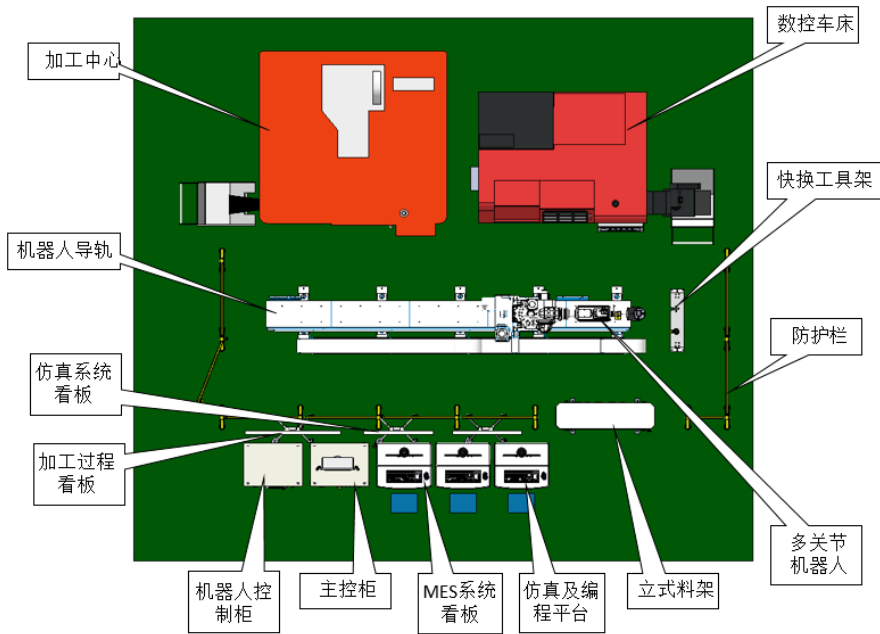 数控车床
加工中心
快换工具架
机器人导轨
防护栏
仿真系统
看板
加工过程
看板
多关节
机器人
机器人控
制柜
主控柜
MES系统
看板
仿真及编
程平台
立式料架